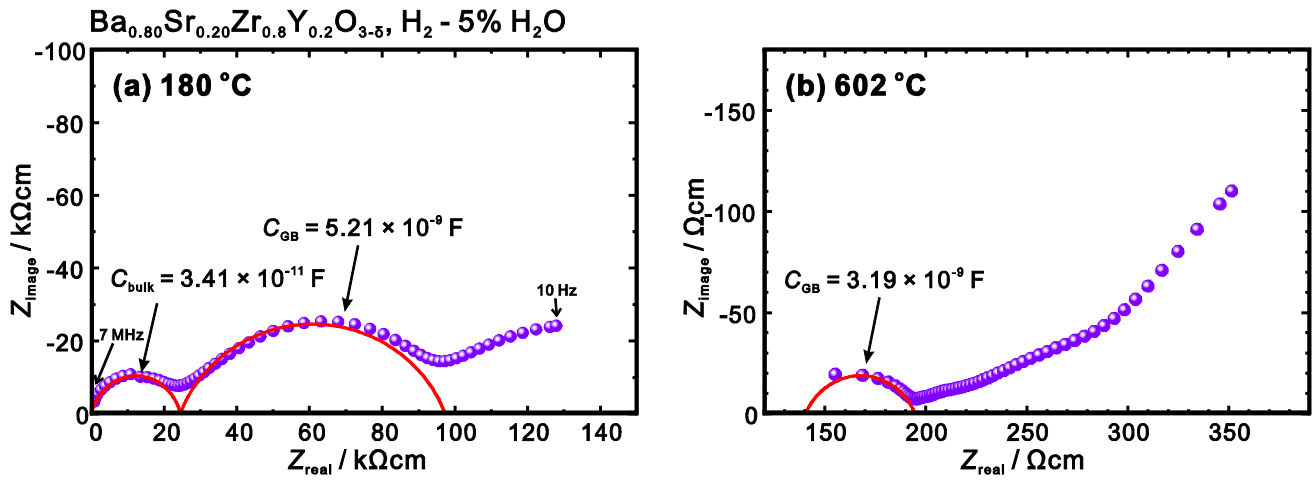 Ba0.80Sr0.20Zr0.8Y0.2O3-δ, H2 - 5% H2O
(a) 180 °C
-100
-80
-60
-40
-20
0
Zimage / kΩcm
CGB = 5.21 × 10-9 F
Cbulk = 3.41 × 10-11 F
7 MHz
10 Hz
0 20 40 60 80 100 120 140
Zreal / kΩcm
(b) 602 °C
-150
-100
-50
0
Zimage / Ωcm
CGB = 3.19 × 10-9 F
150 200 250 300 350
Zreal / Ωcm